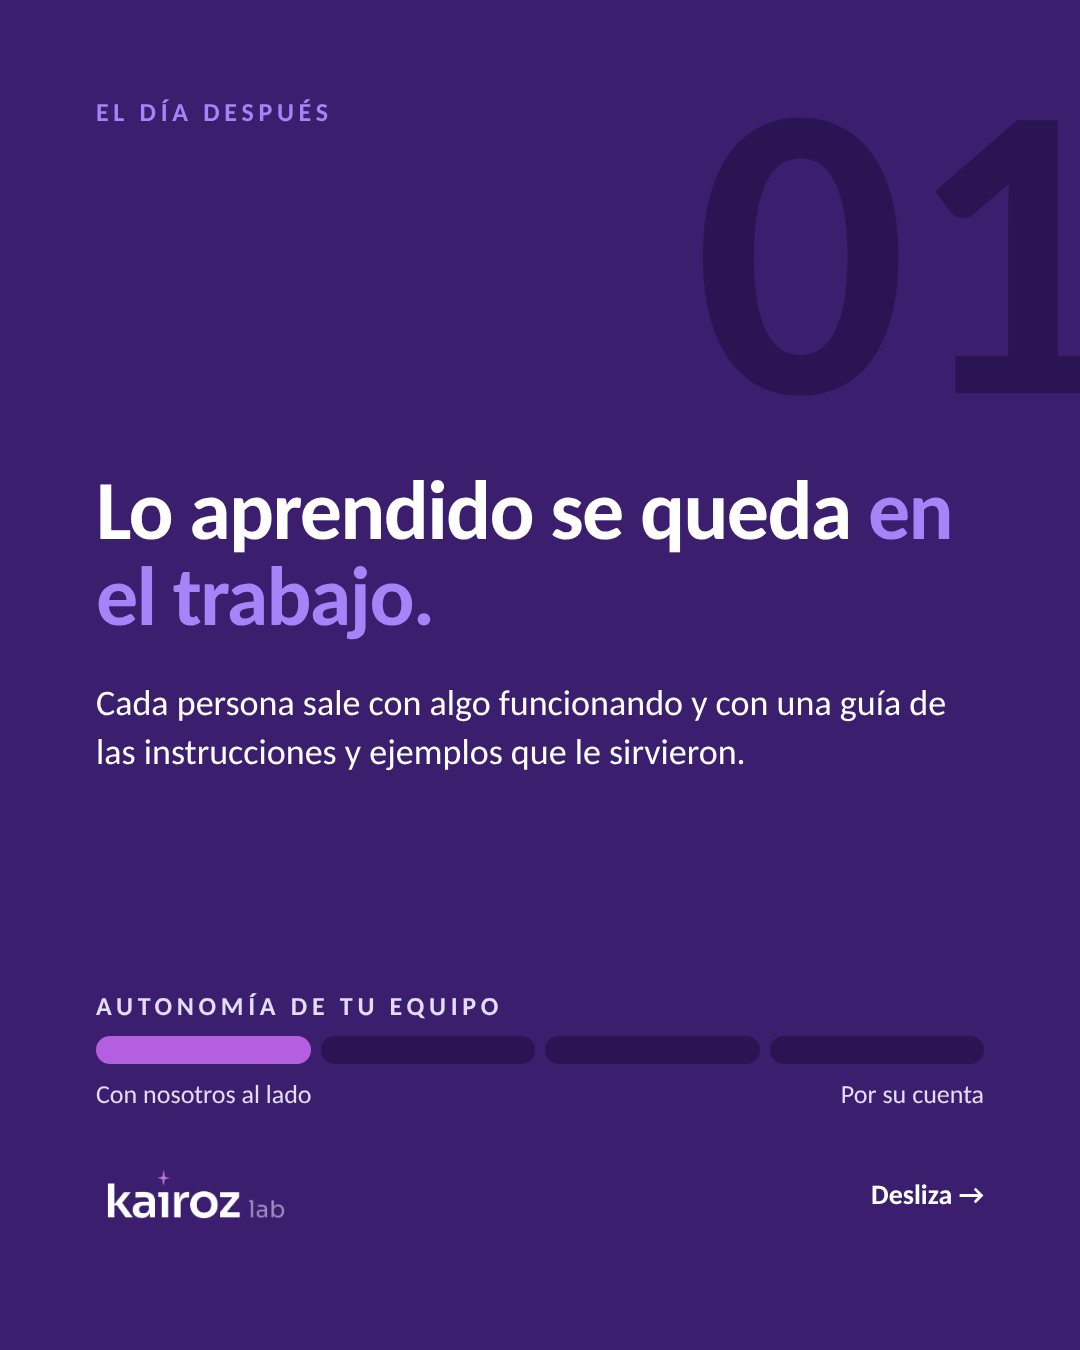 EL DÍA DESPUÉS
01
Lo aprendido se queda en
el trabajo.
Cada persona sale con algo funcionando y con una guía de
las instrucciones y ejemplos que le sirvieron.
AUTONOMÍA DE TU EQUIPO
Con nosotros al lado
Por su cuenta
kairoz lab
Desliza →